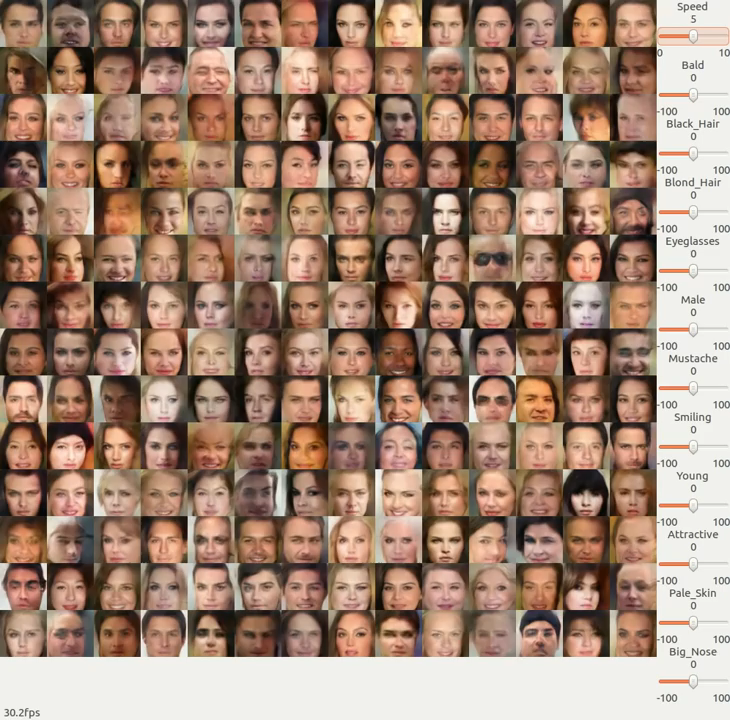 Speed
5
0 10
Bald
0
-100 100
Black_Hair
0
-100 100
Blond_Hair
0
-100 100
Eyeglasses
0
-100 100
Male
0
-100 100
Mustache
0
-100 100
Smiling
0
-100 100
Young
0
-100 100
Attractive
0
-100 100
Pale_Skin
0
-100 100
Big_Nose
0
-100 100
30.2fps